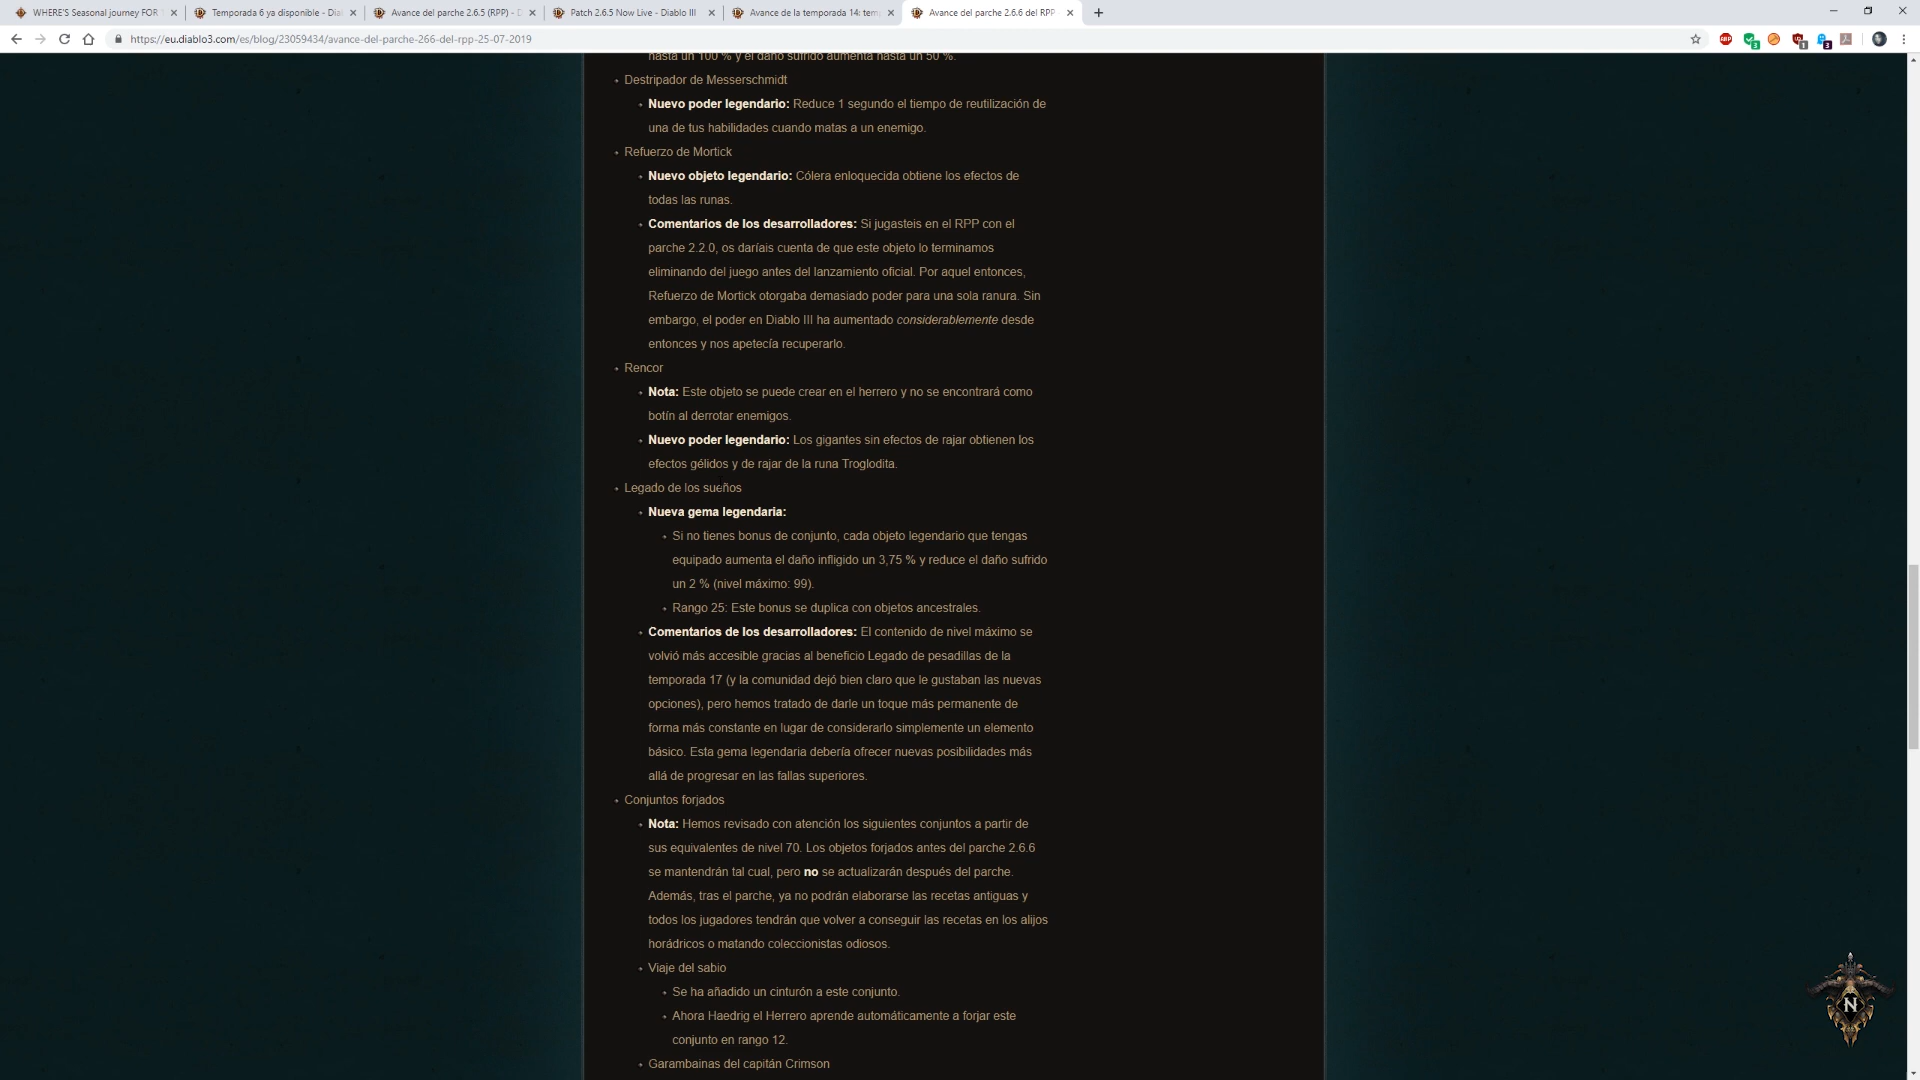 WHERE'S Seasonal journey FOR
Temporada 6 ya disponible - Dia
Avance del parche 2.6.5 (RPP) - D
Patch 2.6.5 Now Live - Diablo III
Avance de la temporada 14: tem
Avance del parche 2.6.6 del RPP
https://eu.diablo3.com/es/blog/23059434/avance-del-parche-266-del-rpp-25-07-2019
hasta un 100 % y el daño sufrido aumenta hasta un 50 %.
Destripador de Messerschmidt
Nuevo poder legendario: Reduce 1 segundo el tiempo de reutilización de
una de tus habilidades cuando matas a un enemigo.
Refuerzo de Mortick
Nuevo objeto legendario: Cólera enloquecida obtiene los efectos de
todas las runas.
Comentarios de los desarrolladores: Si jugasteis en el RPP con el
parche 2.2.0, os daríais cuenta de que este objeto lo terminamos
eliminando del juego antes del lanzamiento oficial. Por aquel entonces,
Refuerzo de Mortick otorgaba demasiado poder para una sola ranura. Sin
embargo, el poder en Diablo III ha aumentado considerablemente desde
entonces y nos apetecía recuperarlo.
Rencor
Nota: Este objeto se puede crear en el herrero y no se encontrará como
botín al derrotar enemigos.
Nuevo poder legendario: Los gigantes sin efectos de rajar obtienen los
efectos gélidos y de rajar de la runa Troglodita.
Legado de los sueños
Nueva gema legendaria:
Si no tienes bonus de conjunto, cada objeto legendario que tengas
equipado aumenta el daño infligido un 3,75 % y reduce el daño sufrido
un 2 % (nivel máximo: 99).
Rango 25: Este bonus se duplica con objetos ancestrales.
Comentarios de los desarrolladores: El contenido de nivel máximo se
volvió más accesible gracias al beneficio Legado de pesadillas de la
temporada 17 (y la comunidad dejó bien claro que le gustaban las nuevas
opciones), pero hemos tratado de darle un toque más permanente de
forma más constante en lugar de considerarlo simplemente un elemento
básico. Esta gema legendaria debería ofrecer nuevas posibilidades más
allá de progresar en las fallas superiores.
Conjuntos forjados
Nota: Hemos revisado con atención los siguientes conjuntos a partir de
sus equivalentes de nivel 70. Los objetos forjados antes del parche 2.6.6
se mantendrán tal cual, pero no se actualizarán después del parche.
Además, tras el parche, ya no podrán elaborarse las recetas antiguas y
todos los jugadores tendrán que volver a conseguir las recetas en los alijos
horádricos o matando coleccionistas odiosos.
Viaje del sabio
Se ha añadido un cinturón a este conjunto.
Ahora Haedrig el Herrero aprende automáticamente a forjar este
conjunto en rango 12.
Garambainas del capitán Crimson
N